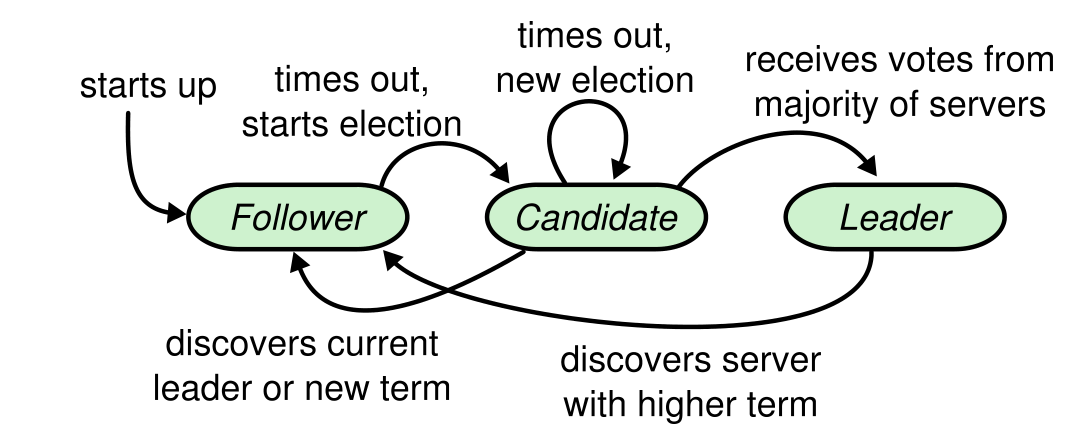 starts up
times out,
starts election
times out,
new election
receives votes from
majority of servers
Follower
Candidate
Leader
discovers current
leader or new term
discovers server
with higher term